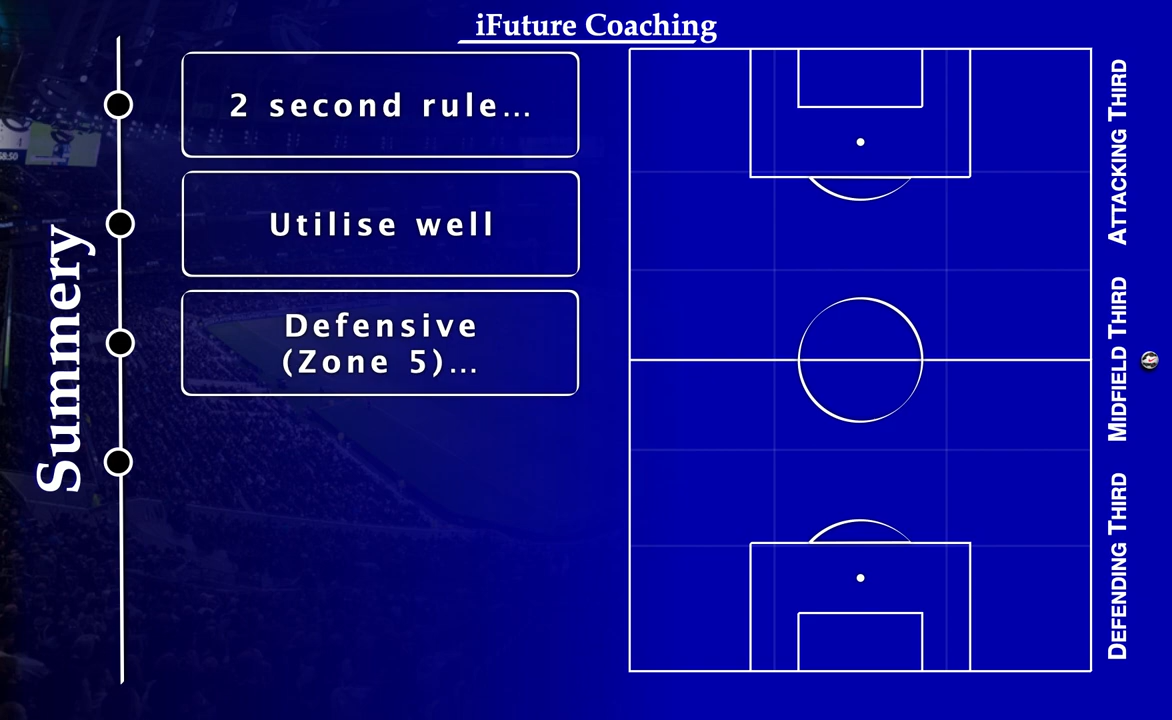 iFuture Coaching
Summery
2 second rule...
Utilise well
Defensive
(Zone 5)...
ATTACKING THIRD
MIDFIELD THIRD
DEFENDING THIRD